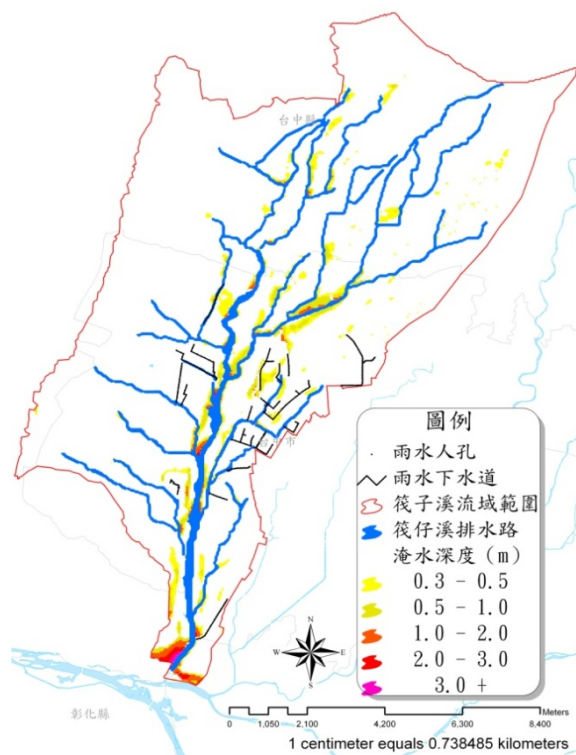 台中縣
台中市
彰化縣
圖例
雨水人孔
雨水下水道
筏子溪流域範圍
筏仔溪排水路
淹水深度（m）
0.3 - 0.5
0.5 - 1.0
1.0 - 2.0
2.0 - 3.0
3.0 +
N
W E
S
Meters
0 1,050 2,100 4,200 6,300 8,400
1 centimeter equals 0.738485 kilometers